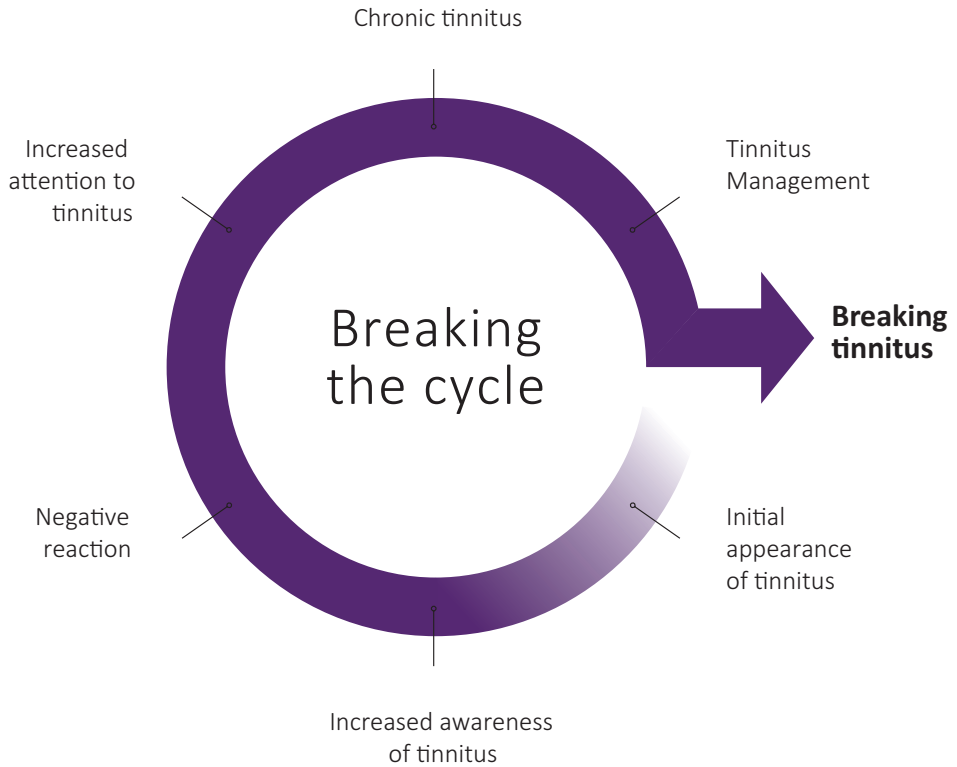 Chronic tinnitus
Increased
attention to
tinnitus
Tinnitus
Management
Breaking
the cycle
Breaking
tinnitus
Negative
reaction
Initial
appearance
of tinnitus
Increased awareness
of tinnitus